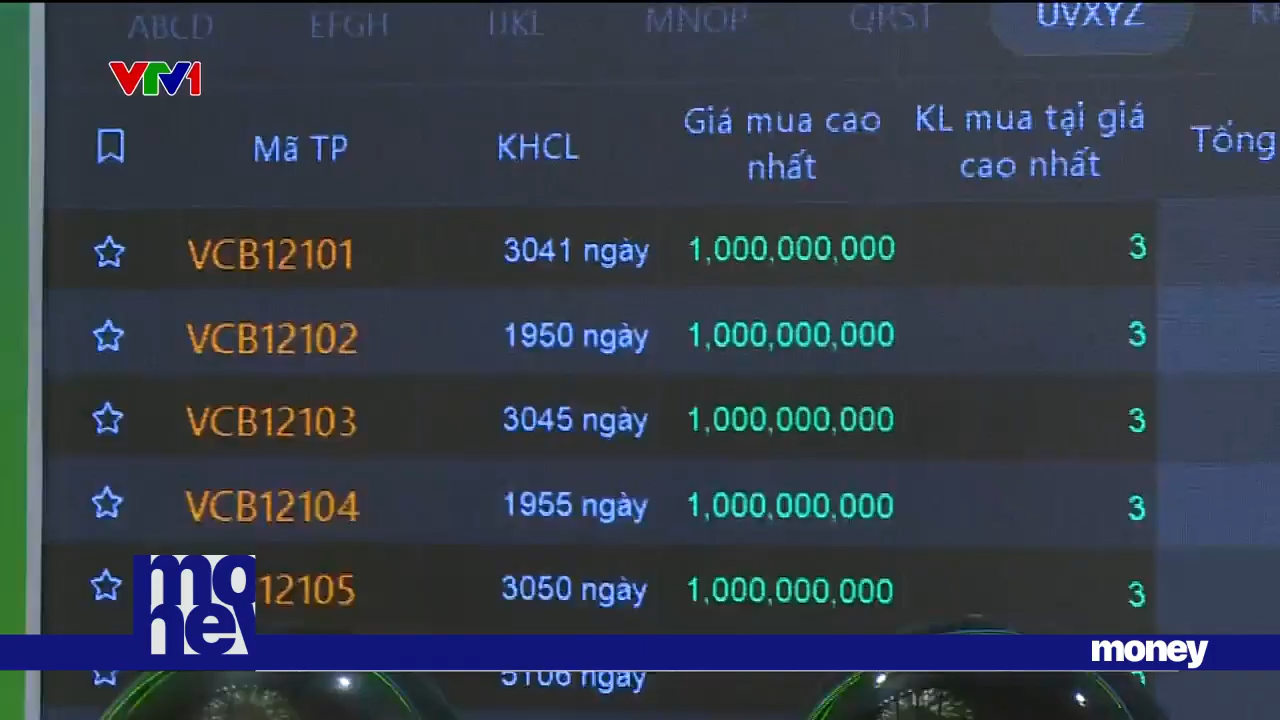 ABCD EFGH IJKL MNOP QRST UVXYZ
VTV1
Mã TP KHCL Giá mua cao nhất KL mua tại giá cao nhất Tổng
VCB12101 3041 ngày 1,000,000,000 3
VCB12102 1950 ngày 1,000,000,000 3
VCB12103 3045 ngày 1,000,000,000 3
VCB12104 1955 ngày 1,000,000,000 3
12105 3050 ngày 1,000,000,000 3
money
money
5106 ngày